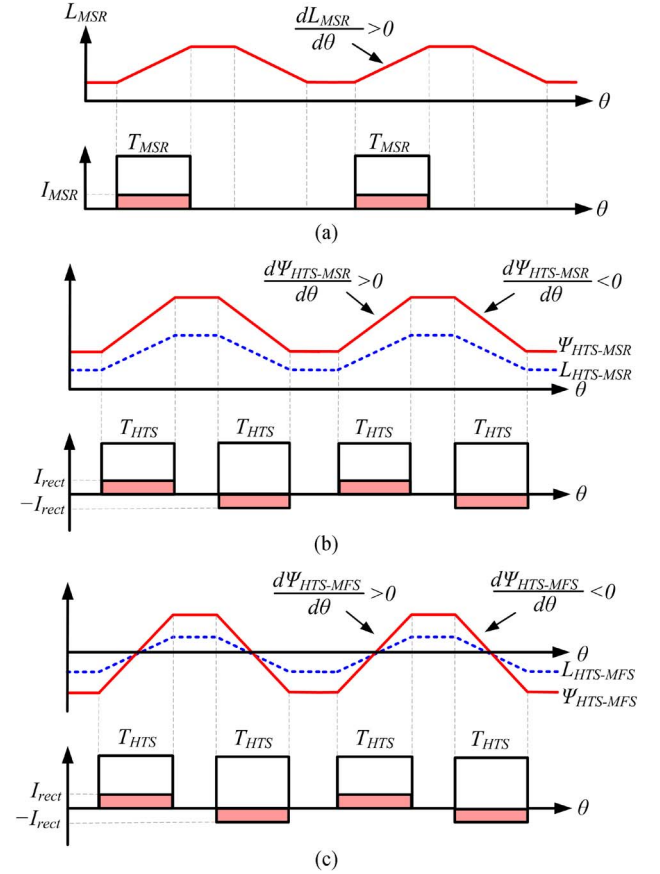 L_MSR
dL_MSR/dθ >0
θ
T_MSR T_MSR
I_MSR
θ
(a)
dΨ_HTS-MSR/dθ >0 dΨ_HTS-MSR/dθ <0
Ψ_HTS-MSR
L_HTS-MSR
θ
T_HTS T_HTS T_HTS T_HTS
I_rect
θ
−I_rect
(b)
dΨ_HTS-MFS/dθ >0 dΨ_HTS-MFS/dθ <0
θ
L_HTS-MFS
Ψ_HTS-MFS
T_HTS T_HTS T_HTS T_HTS
I_rect
θ
−I_rect
(c)